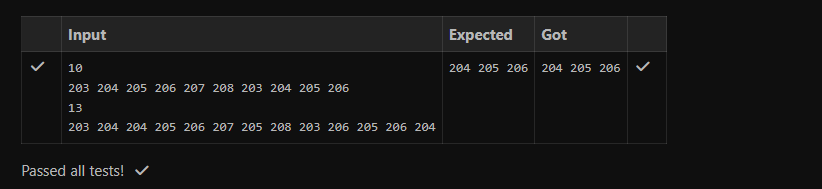 Input Expected Got
10 204 205 206 204 205 206
203 204 205 206 207 208 203 204 205 206
13
203 204 204 205 206 207 205 208 203 206 205 206 204
Passed all tests!